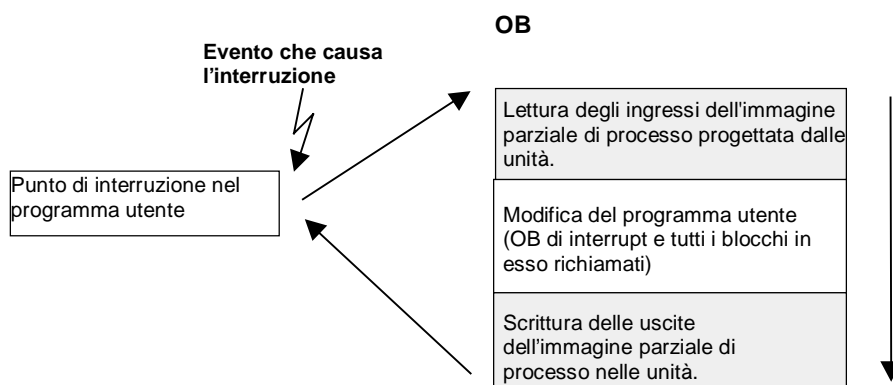 OB
Evento che causa
l'interruzione
Lettura degli ingressi dell'immagine
parziale di processo progettata dalle
unità.
Punto di interruzione nel
programma utente
Modifica del programma utente
(OB di interrupt e tutti i blocchi in
esso richiamati)
Scrittura delle uscite
dell'immagine parziale di
processo nelle unità.